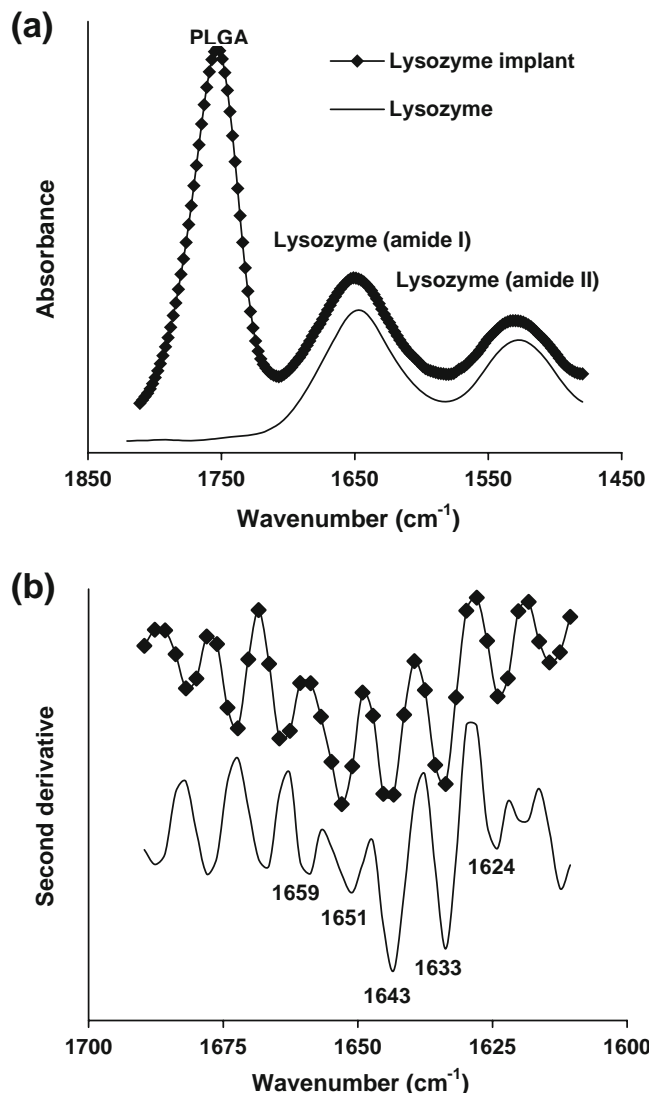 (a)
PLGA
Lysozyme implant
Lysozyme
Lysozyme (amide I)
Lysozyme (amide II)
Absorbance
1850 1750 1650 1550 1450
Wavenumber (cm⁻¹)
(b)
Second derivative
1659
1651
1643
1633
1624
1700 1675 1650 1625 1600
Wavenumber (cm⁻¹)